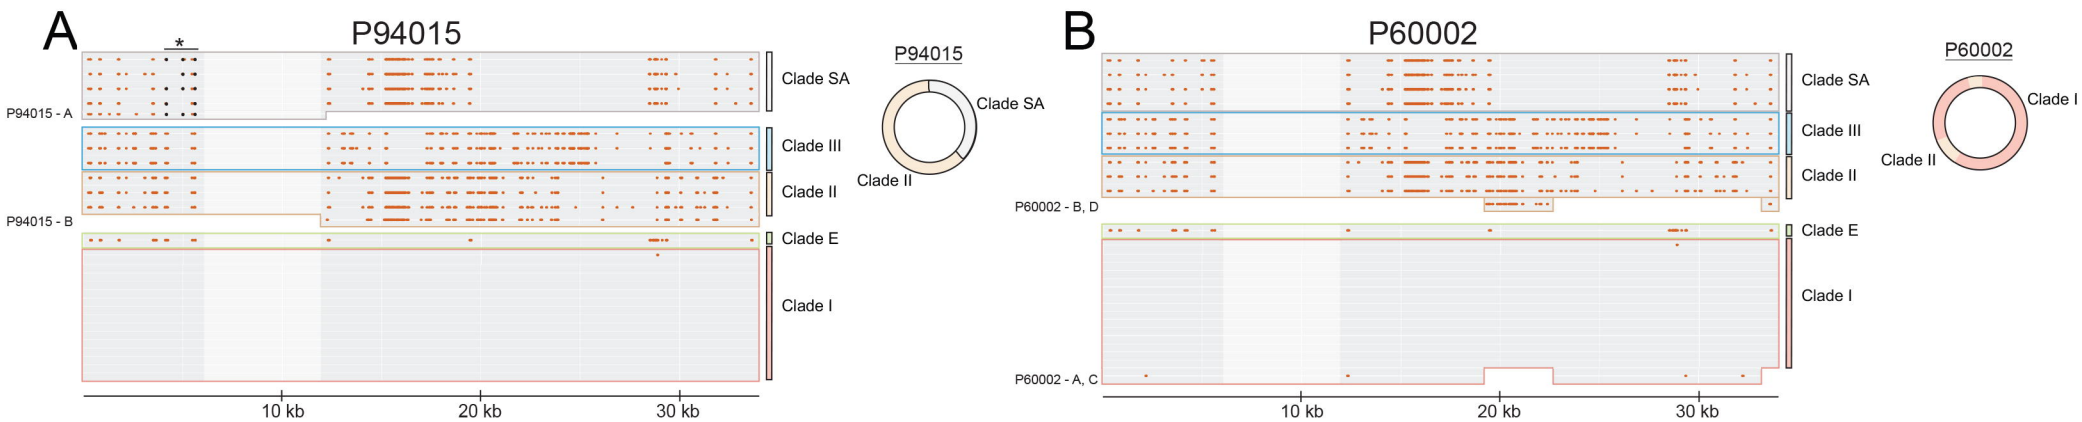 A
P94015
*
P94015 - A
Clade SA
Clade III
Clade II
P94015 - B
Clade E
Clade I
10 kb
20 kb
30 kb
P94015
Clade SA
Clade II
B
P60002
Clade SA
Clade III
Clade II
P60002 - B, D
Clade E
Clade I
P60002 - A, C
10 kb
20 kb
30 kb
P60002
Clade I
Clade II